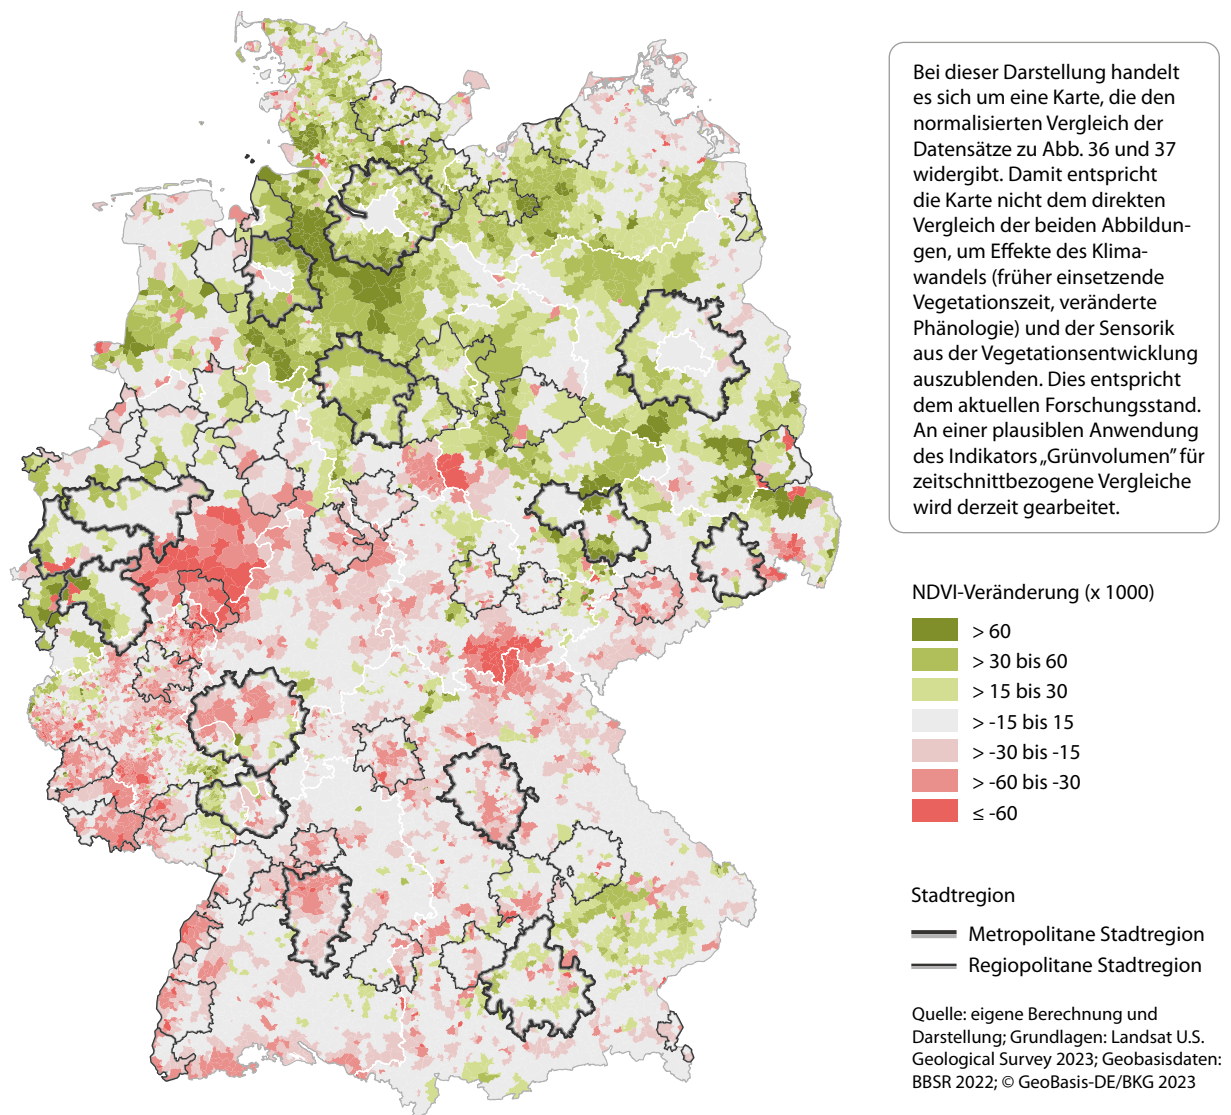 Bei dieser Darstellung handelt
es sich um eine Karte, die den
normalisierten Vergleich der
Datensätze zu Abb. 36 und 37
widergibt. Damit entspricht
die Karte nicht dem direkten
Vergleich der beiden Abbildun-
gen, um Effekte des Klima-
wandels (früher einsetzende
Vegetationszeit, veränderte
Phänologie) und der Sensorik
aus der Vegetationsentwicklung
auszublenden. Dies entspricht
dem aktuellen Forschungsstand.
An einer plausiblen Anwendung
des Indikators „Grünvolumen” für
zeitschnittbezogene Vergleiche
wird derzeit gearbeitet.
NDVI-Veränderung (x 1000)
> 60
> 30 bis 60
> 15 bis 30
> -15 bis 15
> -30 bis -15
> -60 bis -30
≤ -60
Stadtregion
Metropolitane Stadtregion
Regiopolitane Stadtregion
Quelle: eigene Berechnung und
Darstellung; Grundlagen: Landsat U.S.
Geological Survey 2023; Geobasisdaten:
BBSR 2022; © GeoBasis-DE/BKG 2023